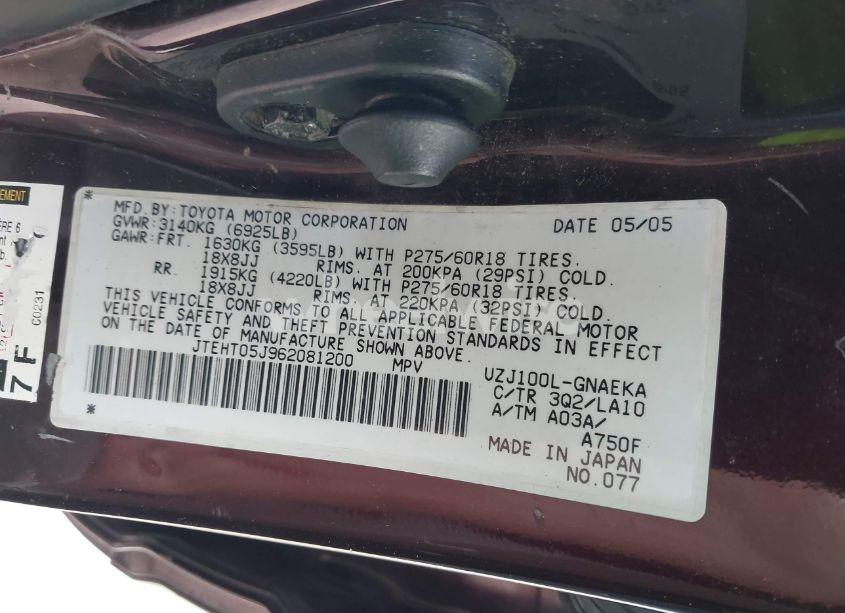 MFD BY:TOYOTA MOTOR CORPORATION DATE 05/05
GVWR:3140KG (6925LB)
GAWR:FRT. 1630KG (3595LB) WITH P275/60R18 TIRES.
18X8JJ RIMS. AT 200KPA (29PSI) COLD.
RR. 1915KG (4220LB) WITH P275/60R18 TIRES.
18X8JJ RIMS. AT 220KPA (32PSI) COLD.
THIS VEHICLE CONFORMS TO ALL APPLICABLE FEDERAL MOTOR
VEHICLE SAFETY AND THEFT PREVENTION STANDARDS IN EFFECT
ON THE DATE OF MANUFACTURE SHOWN ABOVE.
JTEHT05J962081200 MPV UZJ100L-GNAEKA
C/TR 3Q2/LA10
A/TM A03A/
A750F
MADE IN JAPAN
NO.077
EMENT
ÈRE 6
7 F
C0231